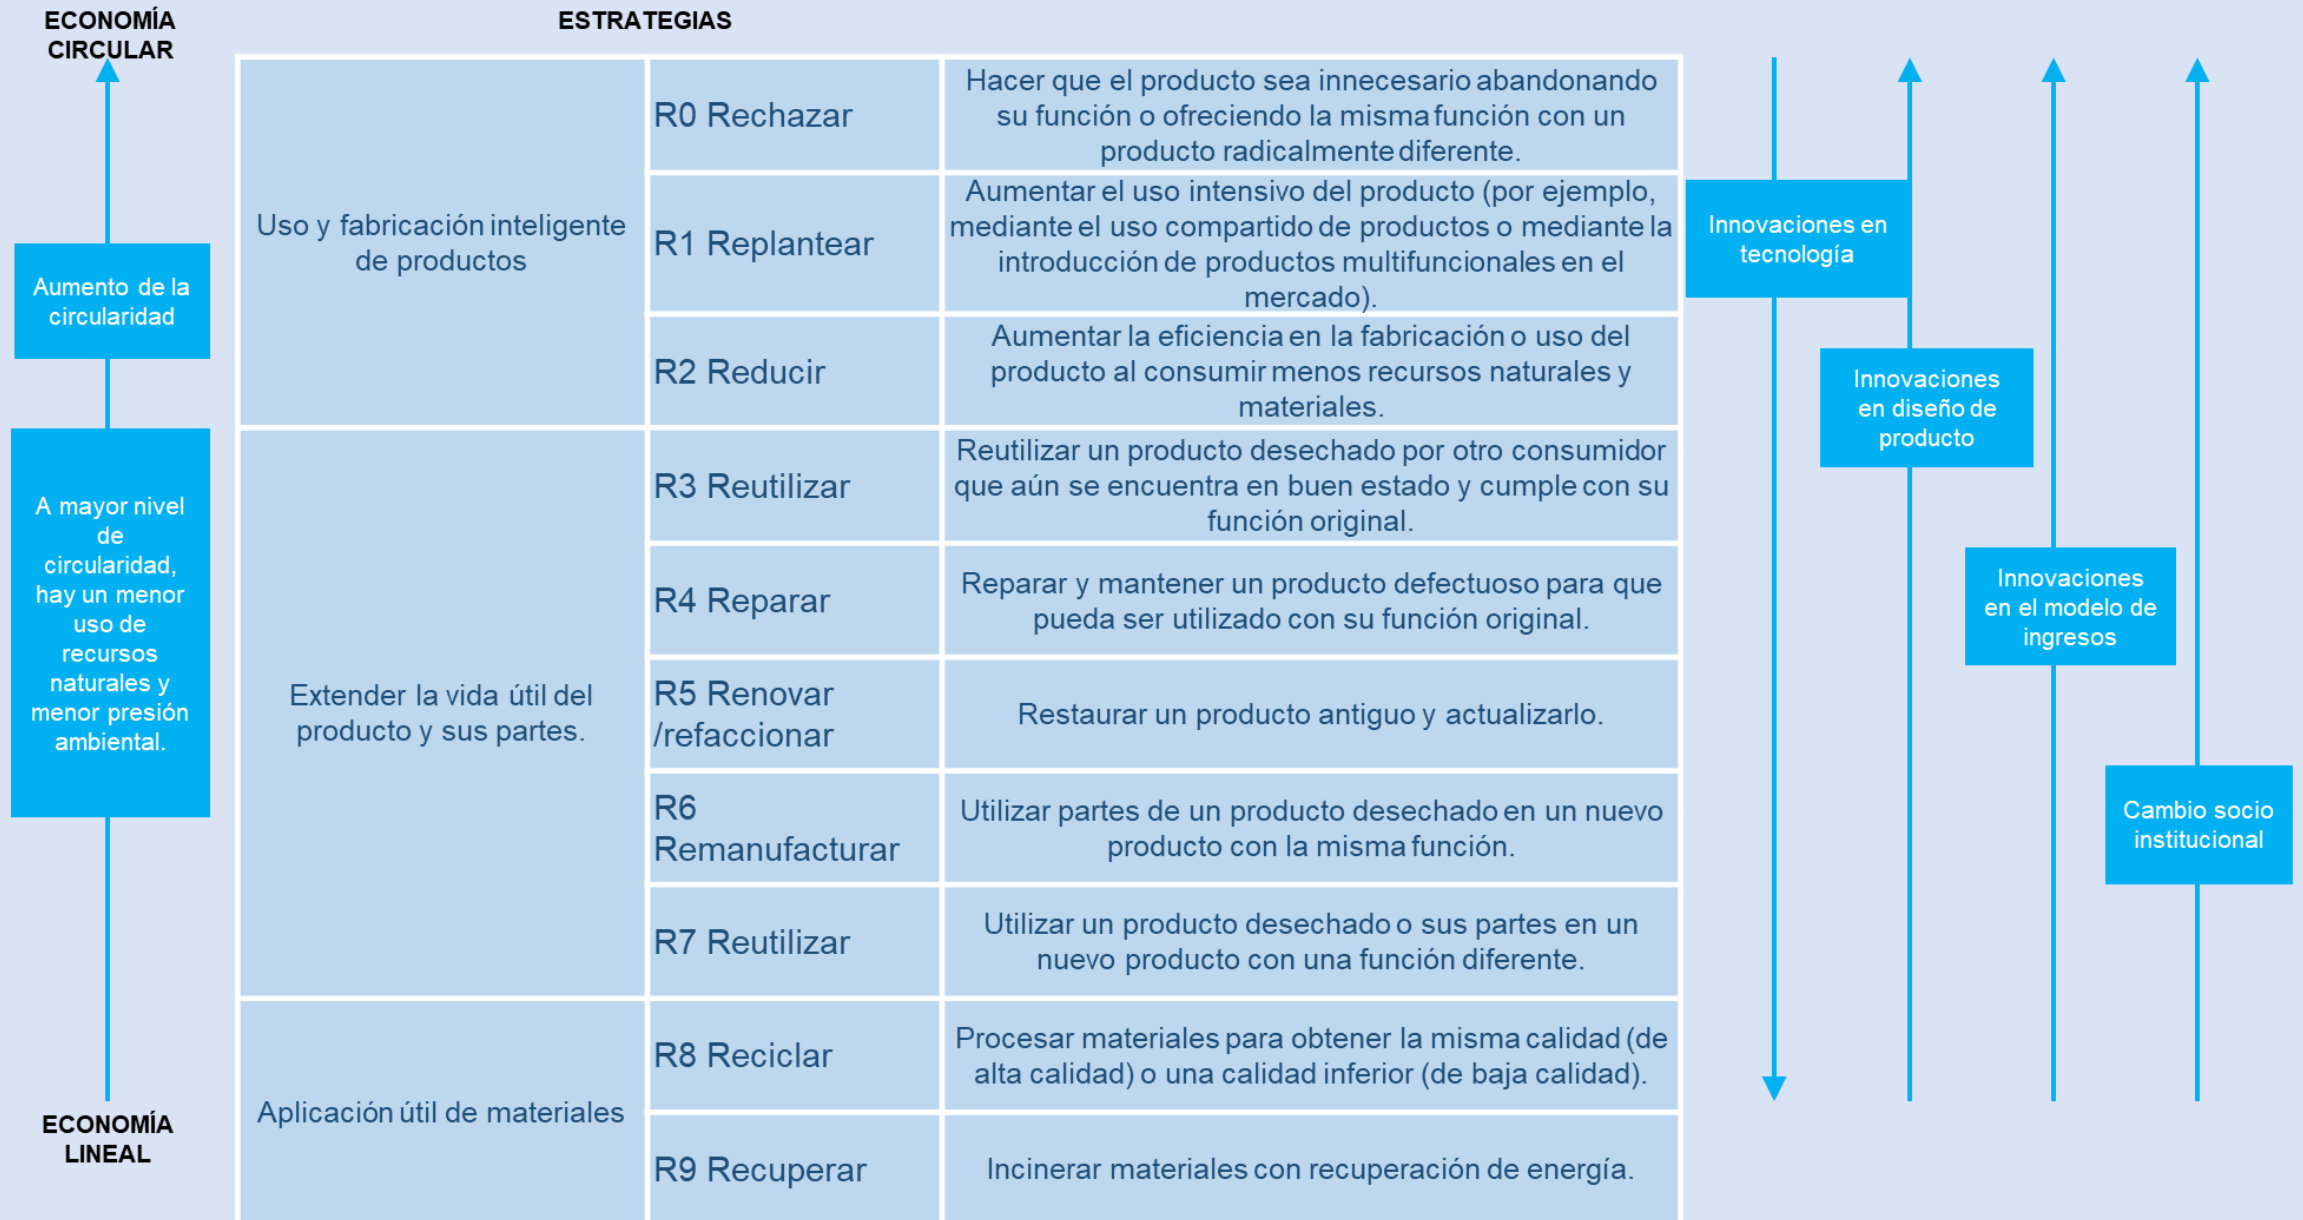 ECONOMÍA
CIRCULAR
ESTRATEGIAS
Aumento de la
circularidad
A mayor nivel
de
circularidad,
hay un menor
uso de
recursos
naturales y
menor presión
ambiental.
ECONOMÍA
LINEAL
Uso y fabricación inteligente
de productos
R0 Rechazar
Hacer que el producto sea innecesario abandonando
su función o ofreciendo la misma función con un
producto radicalmente diferente.
R1 Replantear
Aumentar el uso intensivo del producto (por ejemplo,
mediante el uso compartido de productos o mediante la
introducción de productos multifuncionales en el
mercado).
R2 Reducir
Aumentar la eficiencia en la fabricación o uso del
producto al consumir menos recursos naturales y
materiales.
Extender la vida útil del
producto y sus partes.
R3 Reutilizar
Reutilizar un producto desechado por otro consumidor
que aún se encuentra en buen estado y cumple con su
función original.
R4 Reparar
Reparar y mantener un producto defectuoso para que
pueda ser utilizado con su función original.
R5 Renovar
/refaccionar
Restaurar un producto antiguo y actualizarlo.
R6
Remanufacturar
Utilizar partes de un producto desechado en un nuevo
producto con la misma función.
R7 Reutilizar
Utilizar un producto desechado o sus partes en un
nuevo producto con una función diferente.
Aplicación útil de materiales
R8 Reciclar
Procesar materiales para obtener la misma calidad (de
alta calidad) o una calidad inferior (de baja calidad).
R9 Recuperar
Incinerar materiales con recuperación de energía.
Innovaciones en
tecnología
Innovaciones
en diseño de
producto
Innovaciones
en el modelo de
ingresos
Cambio socio
institucional